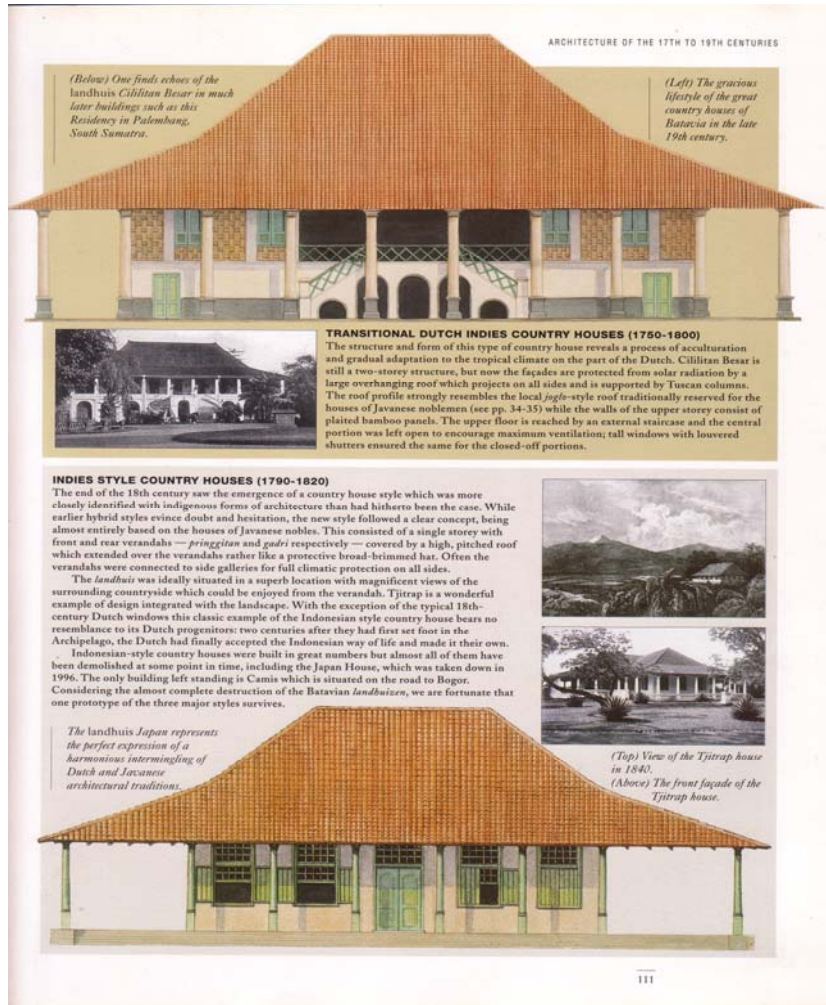 ARCHITECTURE OF THE 17TH TO 19TH CENTURIES
(Below) One finds echoes of the
landhuis Cililitan Besar in much
later buildings such as this
Residency in Palembang,
South Sumatra.
(Left) The gracious
lifestyle of the great
country houses of
Batavia in the late
19th century.
TRANSITIONAL DUTCH INDIES COUNTRY HOUSES (1750-1800)
The structure and form of this type of country house reveals a process of acculturation
and gradual adaptation to the tropical climate on the part of the Dutch. Cililitan Besar is
still a two-storey structure, but now the façades are protected from solar radiation by a
large overhanging roof which projects on all sides and is supported by Tuscan columns.
The roof profile strongly resembles the local joglo-style roof traditionally reserved for the
houses of Javanese noblemen (see pp. 34-35) while the walls of the upper storey consist of
plaited bamboo panels. The upper floor is reached by an external staircase and the central
portion was left open to encourage maximum ventilation; tall windows with louvered
shutters ensured the same for the closed-off portions.
INDIES STYLE COUNTRY HOUSES (1790-1820)
The end of the 18th century saw the emergence of a country house style which was more
closely identified with indigenous forms of architecture than had hitherto been the case. While
earlier hybrid styles evince doubt and hesitation, the new style followed a clear concept, being
almost entirely based on the houses of Javanese nobles. This consisted of a single storey with
front and rear verandahs — pringgitan and gadri respectively — covered by a high, pitched roof
which extended over the verandahs rather like a protective broad-brimmed hat. Often the
verandahs were connected to side galleries for full climatic protection on all sides.
The landhuis was ideally situated in a superb location with magnificent views of the
surrounding countryside which could be enjoyed from the verandah. Tjitrap is a wonderful
example of design integrated with the landscape. With the exception of the typical 18th-
century Dutch windows this classic example of the Indonesian style country house bears no
resemblance to its Dutch progenitors: two centuries after they had first set foot in the
Archipelago, the Dutch had finally accepted the Indonesian way of life and made it their own.
Indonesian-style country houses were built in great numbers but almost all of them have
been demolished at some point in time, including the Japan House, which was taken down in
1996. The only building left standing is Camis which is situated on the road to Bogor.
Considering the almost complete destruction of the Batavian landhuizen, we are fortunate that
one prototype of the three major styles survives.
The landhuis Japan represents
the perfect expression of a
harmonious intermingling of
Dutch and Javanese
architectural traditions.
(Top) View of the Tjitrap house
in 1840.
(Above) The front façade of the
Tjitrap house.
111